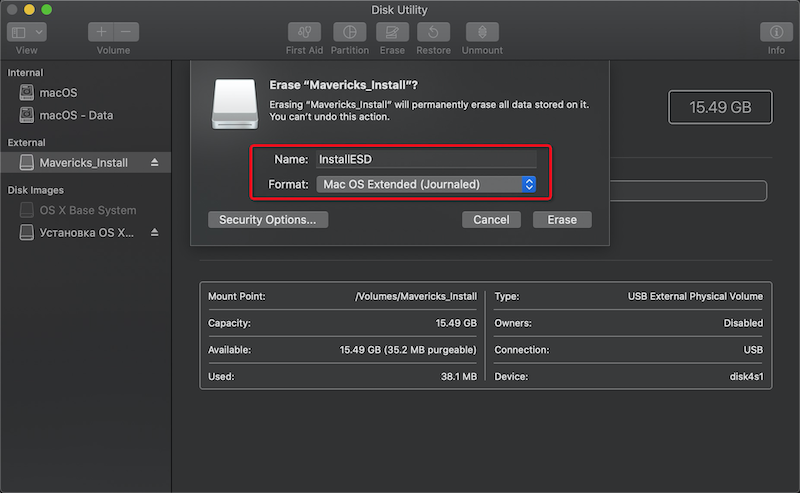 Disk Utility
View
Volume
First Aid
Partition
Erase
Restore
Unmount
Info
Internal
macOS
macOS - Data
External
Mavericks_Install
Disk Images
OS X Base System
Установка OS X...
Erase “Mavericks_Install”?
Erasing “Mavericks_Install” will permanently erase all data stored on it.
You can’t undo this action.
Name: InstallESD
Format: Mac OS Extended (Journaled)
Security Options...
Cancel
Erase
15.49 GB
Mount Point: /Volumes/Mavericks_Install
Capacity: 15.49 GB
Available: 15.49 GB (35.2 MB purgeable)
Used: 38.1 MB
Type: USB External Physical Volume
Owners: Disabled
Connection: USB
Device: disk4s1